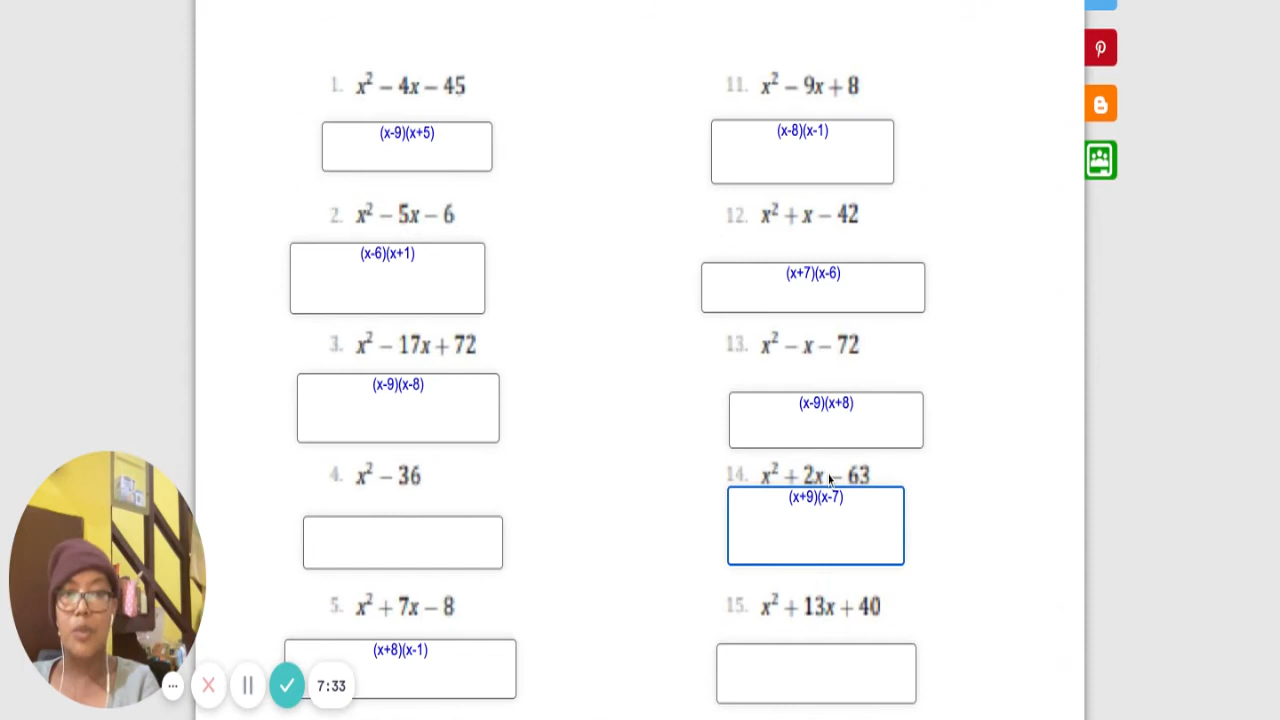 1. x² − 4x − 45
(x-9)(x+5)
2. x² − 5x − 6
(x-6)(x+1)
3. x² − 17x + 72
(x-9)(x-8)
4. x² − 36
5. x² + 7x − 8
(x+8)(x-1)
11. x² − 9x + 8
(x-8)(x-1)
12. x² + x − 42
(x+7)(x-6)
13. x² − x − 72
(x-9)(x+8)
14. x² + 2x − 63
(x+9)(x-7)
15. x² + 13x + 40
7:33